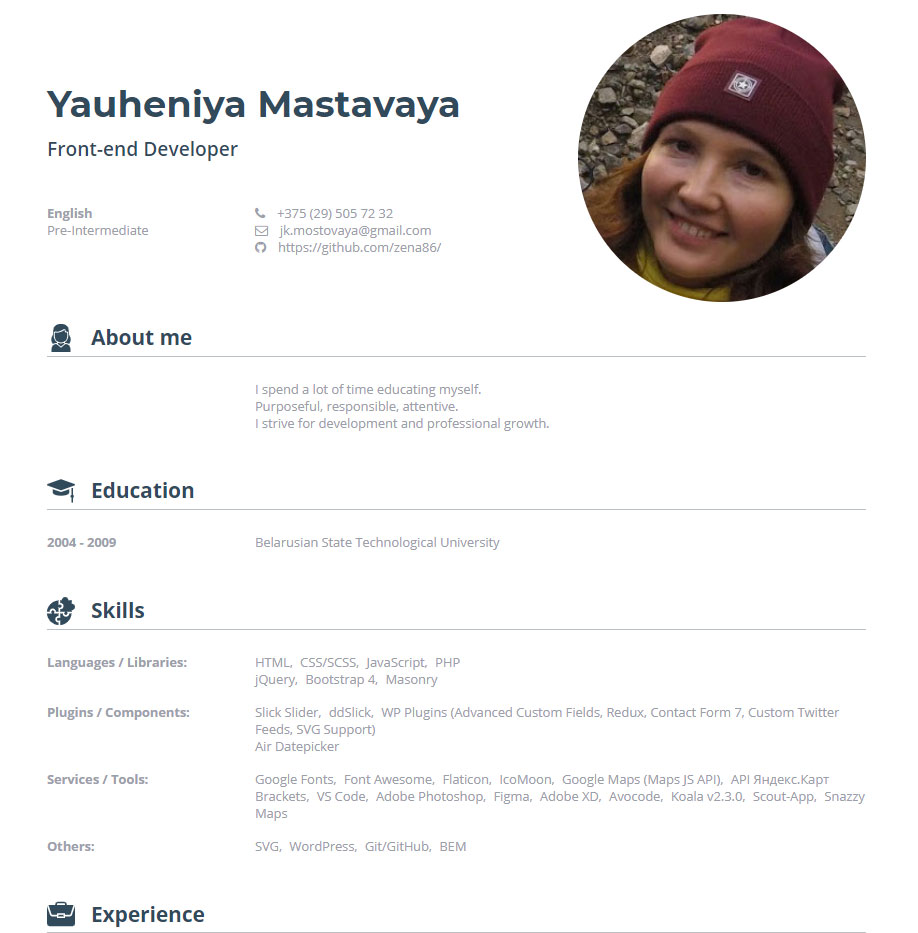 Yauheniya Mastavaya
Front-end Developer
English
Pre-Intermediate
+375 (29) 505 72 32
jk.mostovaya@gmail.com
https://github.com/zena86/
About me
I spend a lot of time educating myself.
Purposeful, responsible, attentive.
I strive for development and professional growth.
Education
2004 - 2009
Belarusian State Technological University
Skills
Languages / Libraries:
HTML, CSS/SCSS, JavaScript, PHP
jQuery, Bootstrap 4, Masonry
Plugins / Components:
Slick Slider, ddSlick, WP Plugins (Advanced Custom Fields, Redux, Contact Form 7, Custom Twitter
Feeds, SVG Support)
Air Datepicker
Services / Tools:
Google Fonts, Font Awesome, Flaticon, IcoMoon, Google Maps (Maps JS API), API Яндекс.Карт
Brackets, VS Code, Adobe Photoshop, Figma, Adobe XD, Avocode, Koala v2.3.0, Scout-App, Snazzy
Maps
Others:
SVG, WordPress, Git/GitHub, BEM
Experience